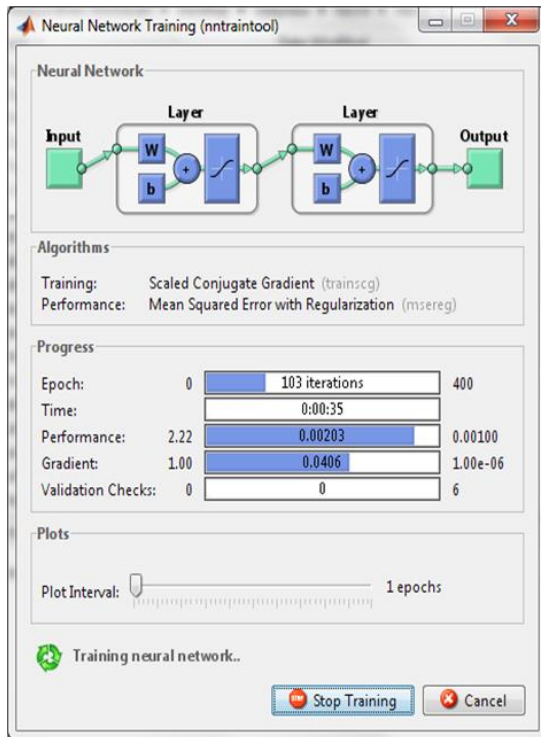 Neural Network Training (nntraintool)
Neural Network
Layer
Layer
Input
Output
W
b
+
W
b
+
Algorithms
Training: Scaled Conjugate Gradient (trainscg)
Performance: Mean Squared Error with Regularization (msereg)
Progress
Epoch: 0 103 iterations 400
Time: 0:00:35
Performance: 2.22 0.00203 0.00100
Gradient: 1.00 0.0406 1.00e-06
Validation Checks: 0 0 6
Plots
Plot Interval: 1 epochs
Training neural network..
STOP Stop Training
Cancel